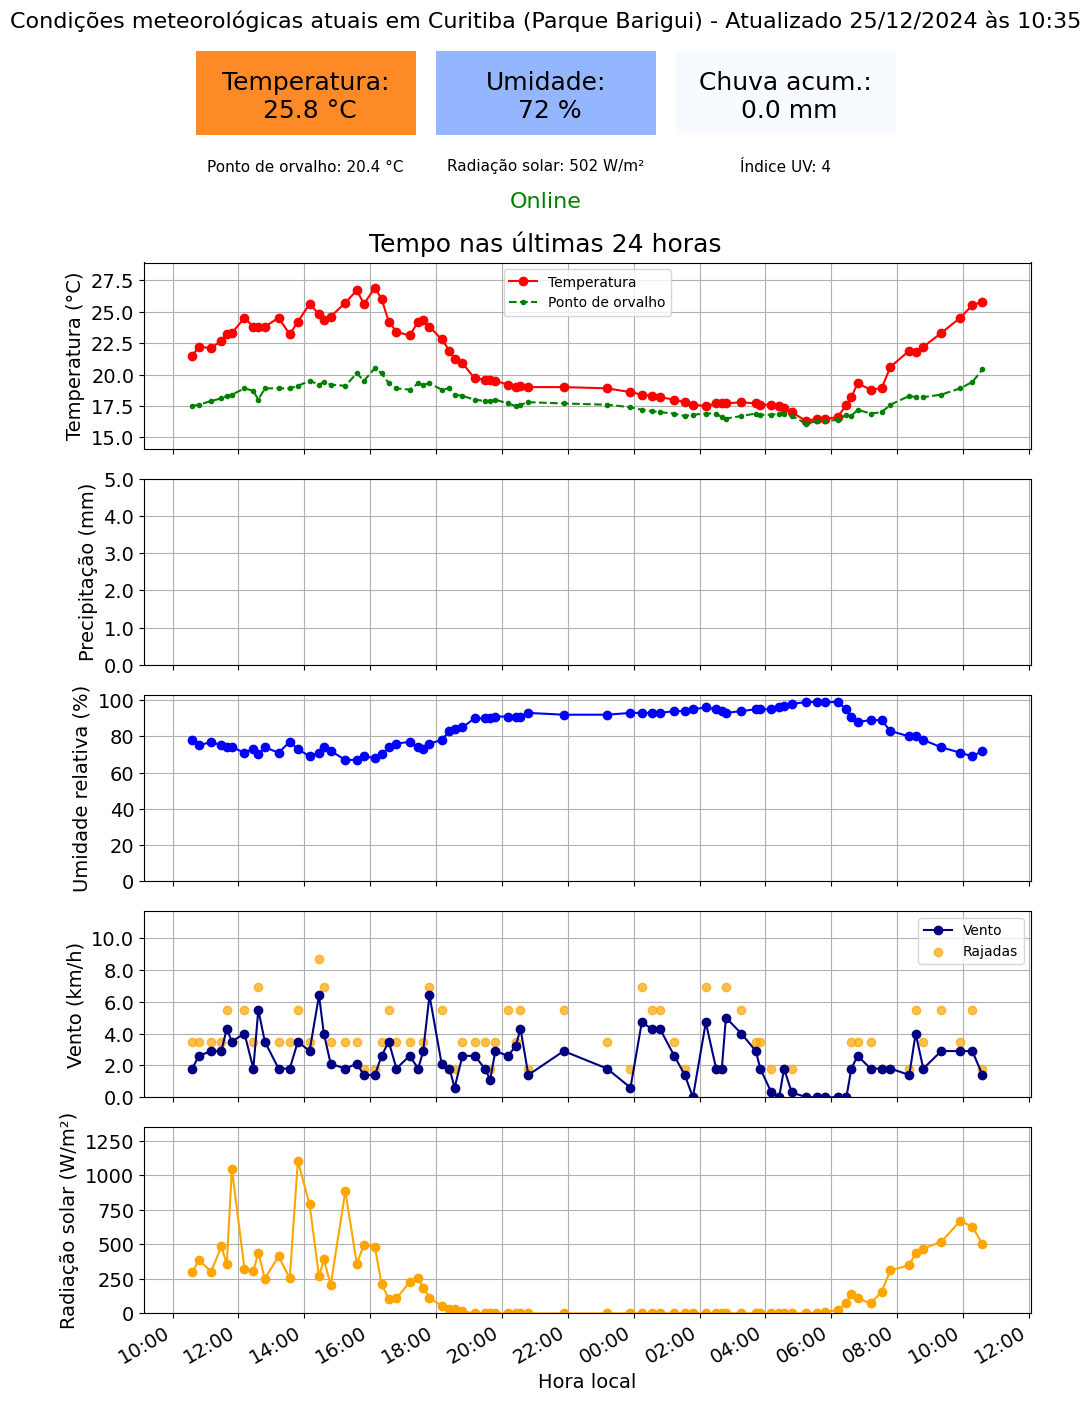 Condições meteorológicas atuais em Curitiba (Parque Barigui) - Atualizado 25/12/2024 às 10:35
Temperatura:
25.8 °C
Umidade:
72 %
Chuva acum.:
0.0 mm
Ponto de orvalho: 20.4 °C
Radiação solar: 502 W/m²
Índice UV: 4
Online
Tempo nas últimas 24 horas
Temperatura (°C)
27.5
25.0
22.5
20.0
17.5
15.0
Temperatura
Ponto de orvalho
Precipitação (mm)
5.0
4.0
3.0
2.0
1.0
0.0
Umidade relativa (%)
100
80
60
40
20
0
Vento (km/h)
10.0
8.0
6.0
4.0
2.0
0.0
Vento
Rajadas
Radiação solar (W/m²)
1250
1000
750
500
250
0
10:00
12:00
14:00
16:00
18:00
20:00
22:00
00:00
02:00
04:00
06:00
08:00
10:00
12:00
Hora local